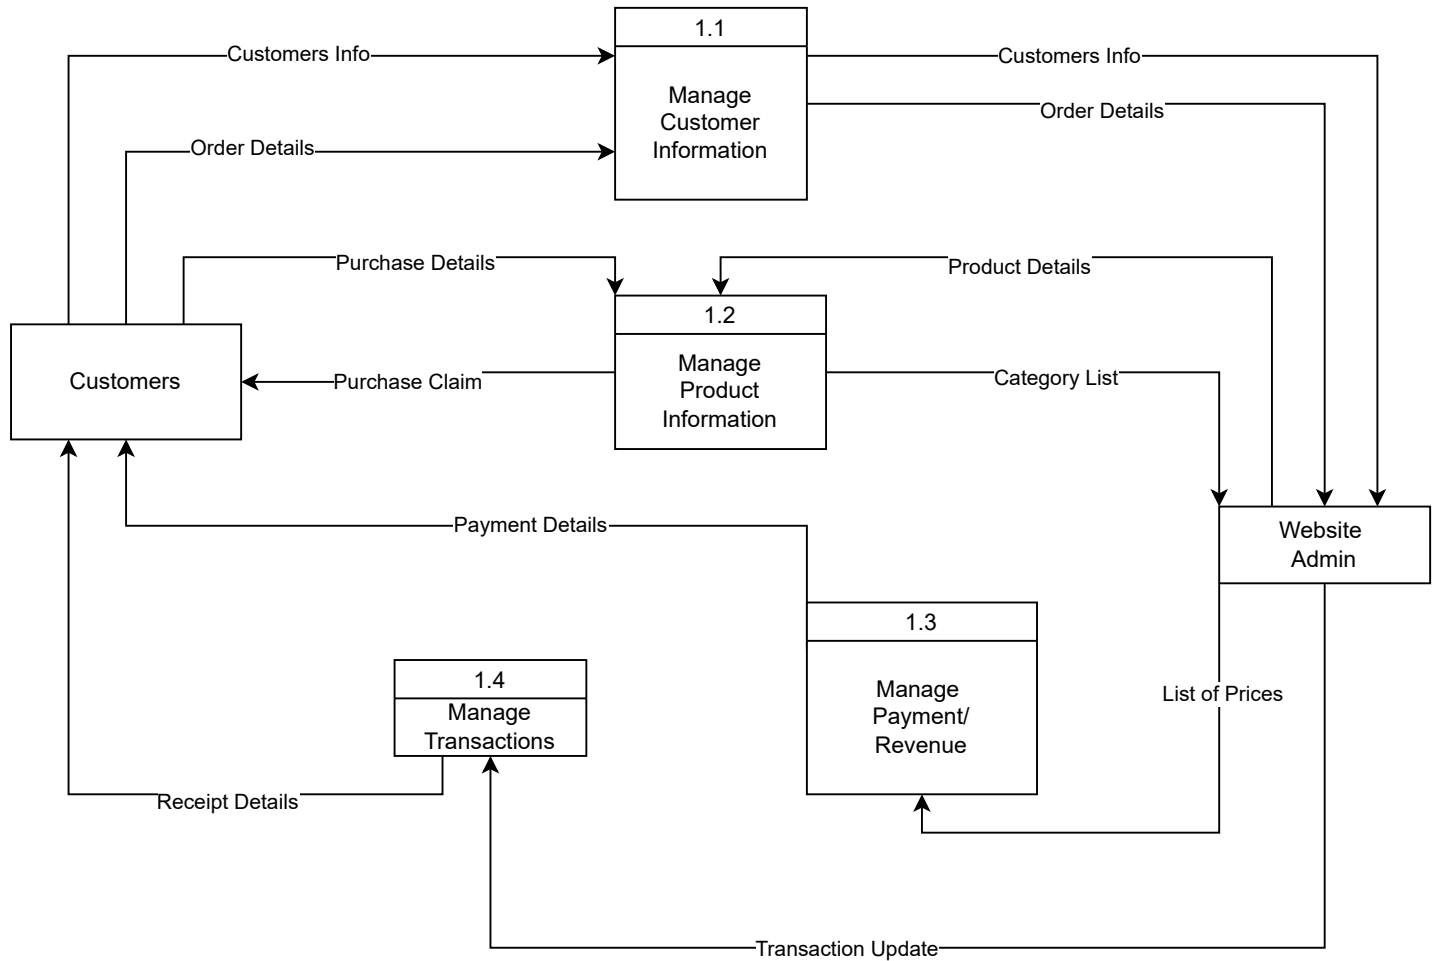 1.1
Customers Info
Customers Info
Manage
Customer
Information
Order Details
Order Details
Purchase Details
Product Details
1.2
Manage
Product
Information
Customers
Purchase Claim
Category List
Payment Details
Website
Admin
1.3
Manage
Payment/
Revenue
List of Prices
1.4
Manage
Transactions
Receipt Details
Transaction Update